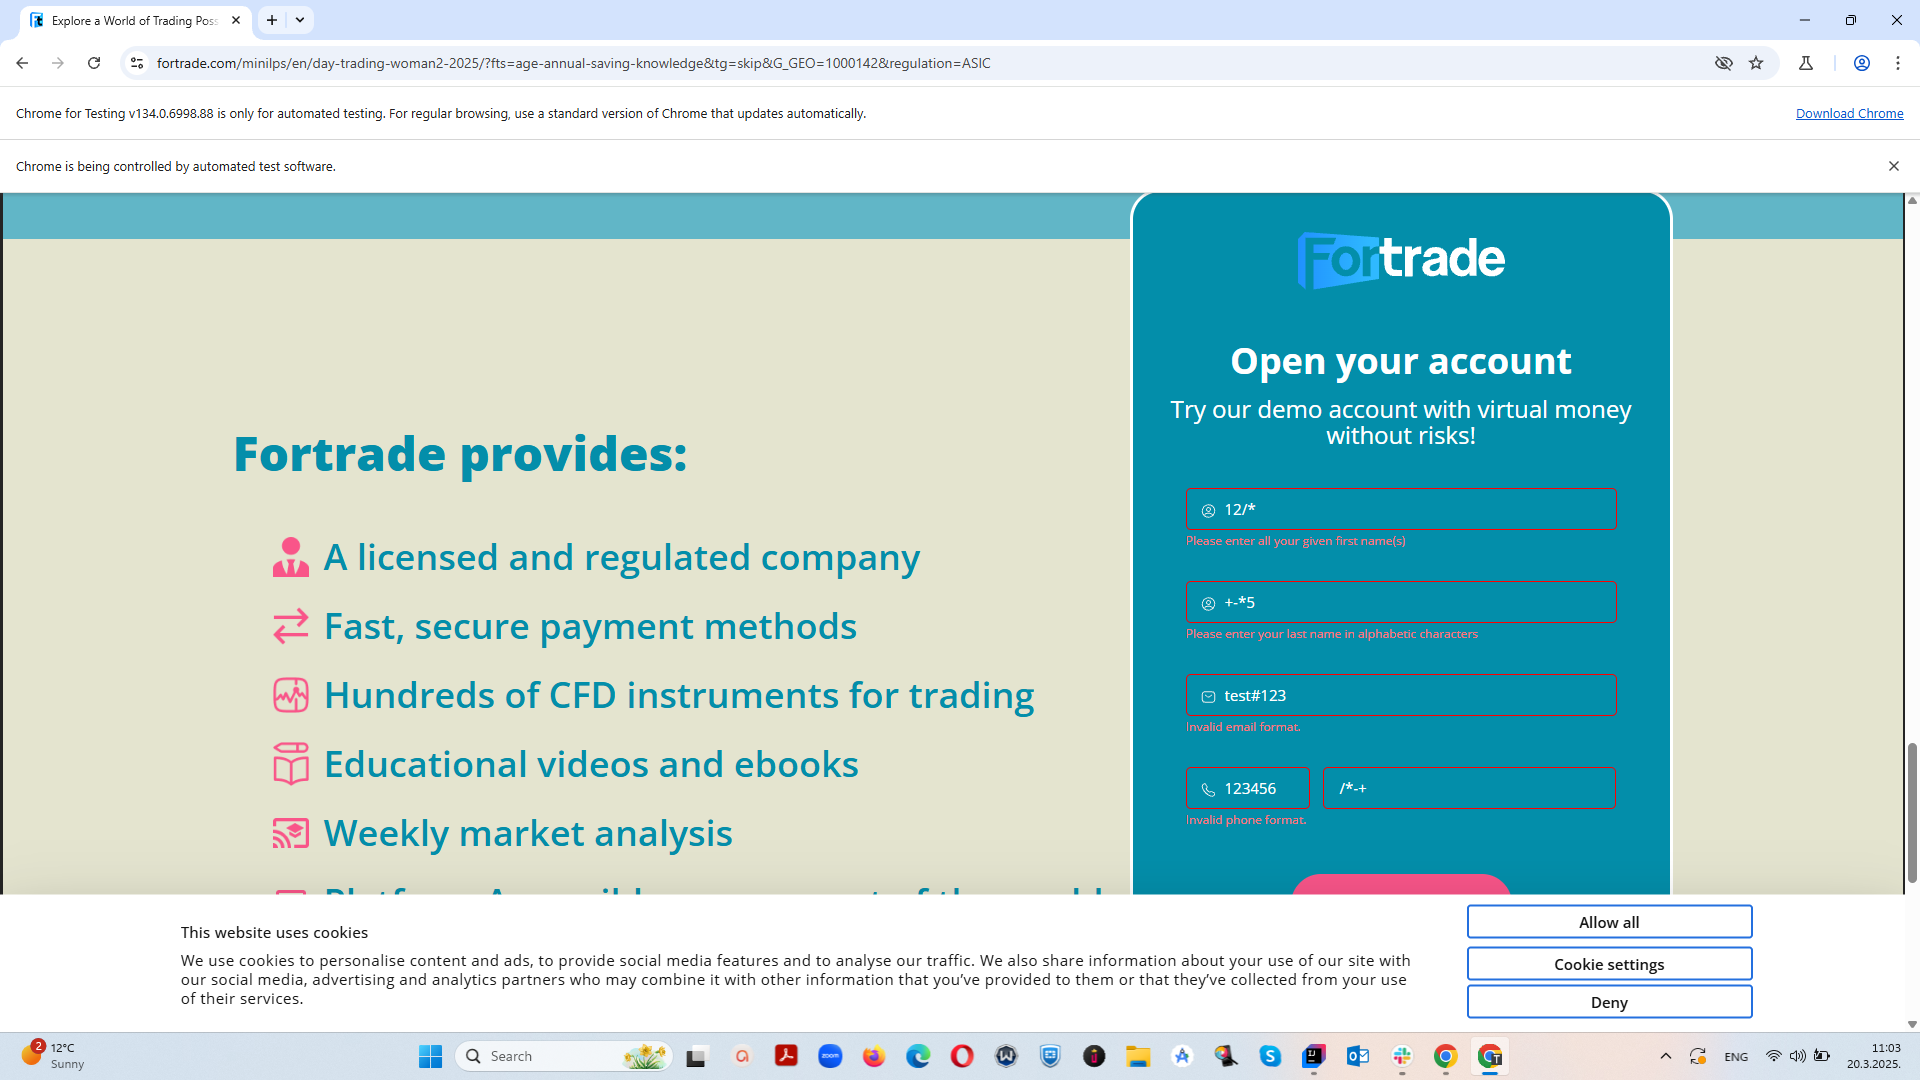 Explore a World of Trading Poss
fortrade.com/minilps/en/day-trading-woman2-2025/?fts=age-annual-saving-knowledge&tg=skip&G_GEO=1000142&regulation=ASIC
Chrome for Testing v134.0.6998.88 is only for automated testing. For regular browsing, use a standard version of Chrome that updates automatically.
Download Chrome
Chrome is being controlled by automated test software.
Fortrade
Open your account
Try our demo account with virtual money
without risks!
12/*
Please enter all your given first name(s)
+-*5
Please enter your last name in alphabetic characters
test#123
Invalid email format.
123456
/*-+
Invalid phone format.
Fortrade provides:
A licensed and regulated company
Fast, secure payment methods
Hundreds of CFD instruments for trading
Educational videos and ebooks
Weekly market analysis
This website uses cookies
We use cookies to personalise content and ads, to provide social media features and to analyse our traffic. We also share information about your use of our site with
our social media, advertising and analytics partners who may combine it with other information that you’ve provided to them or that they’ve collected from your use
of their services.
Allow all
Cookie settings
Deny
2
12°C
Sunny
Search
zoom
ENG
11:03
20.3.2025.